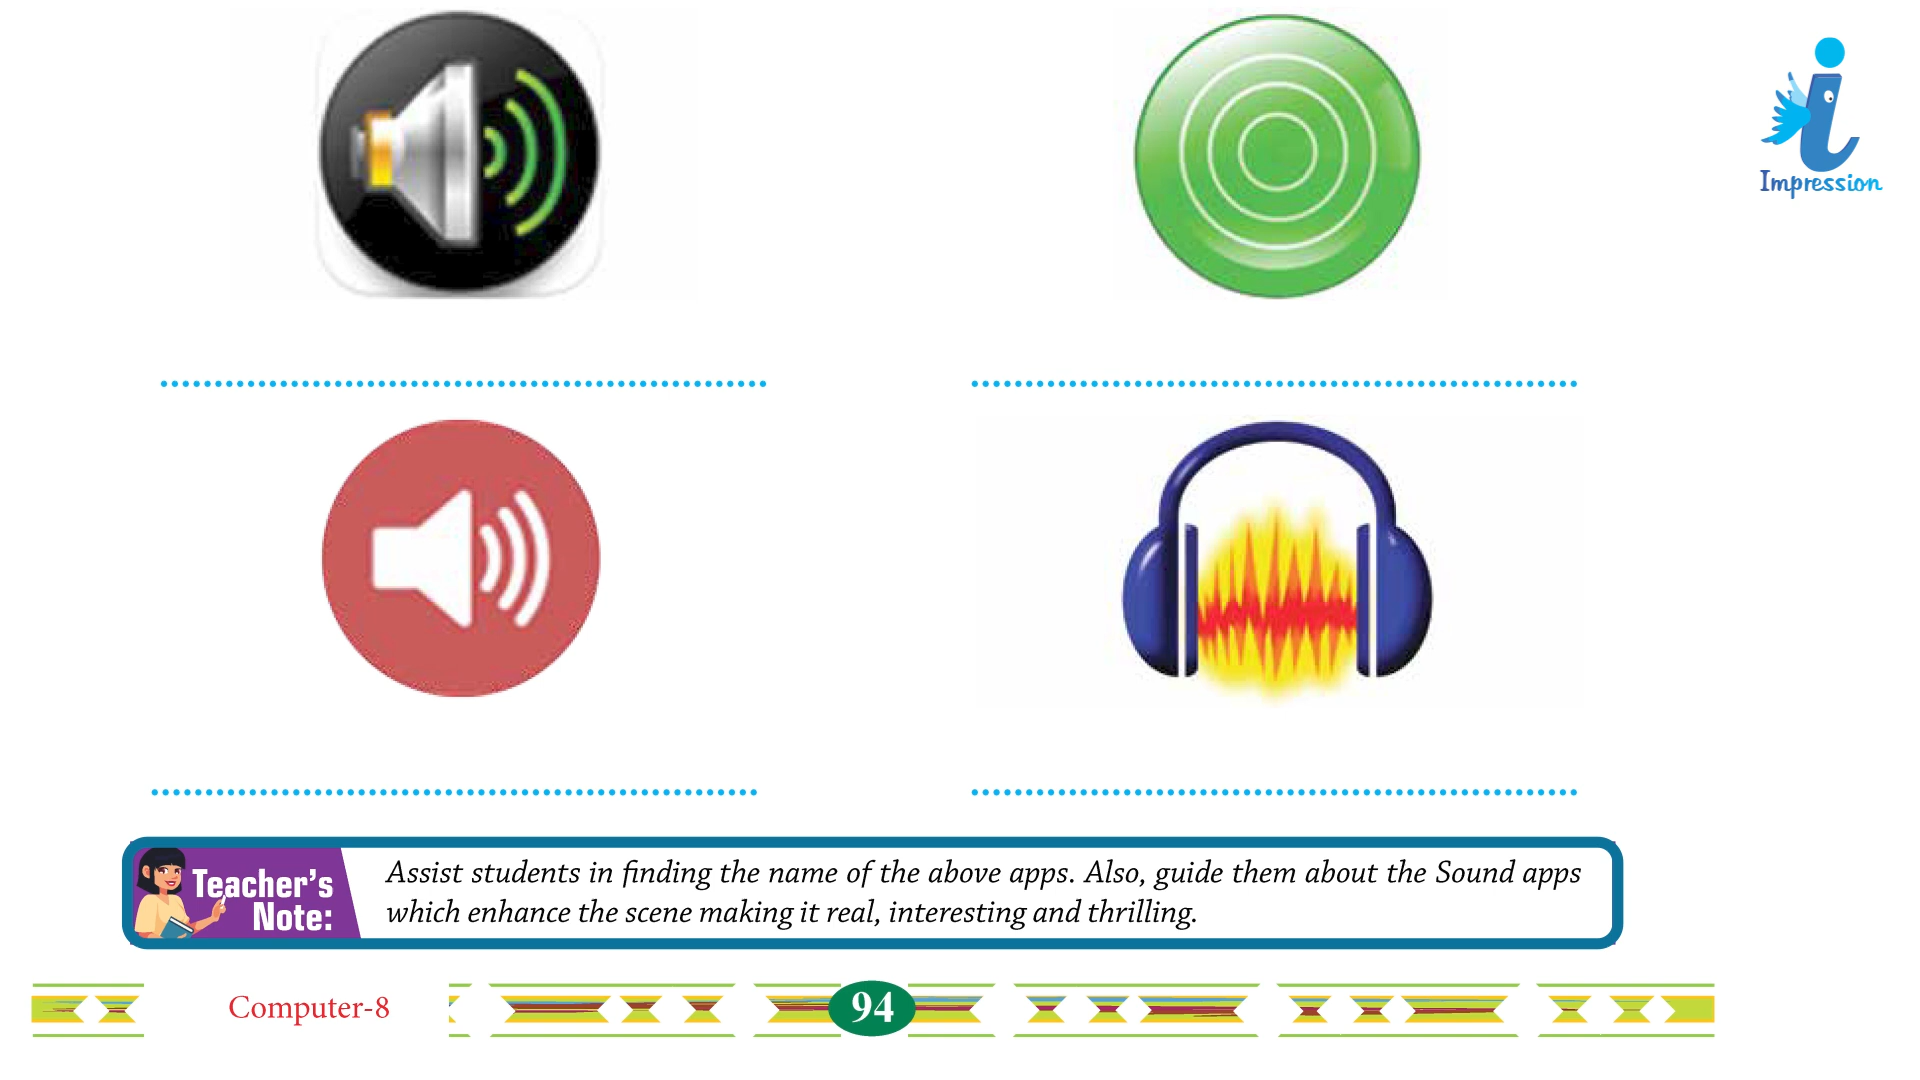 Impression
Teacher's
Note:
Assist students in finding the name of the above apps. Also, guide them about the Sound apps
which enhance the scene making it real, interesting and thrilling.
Computer-8
94